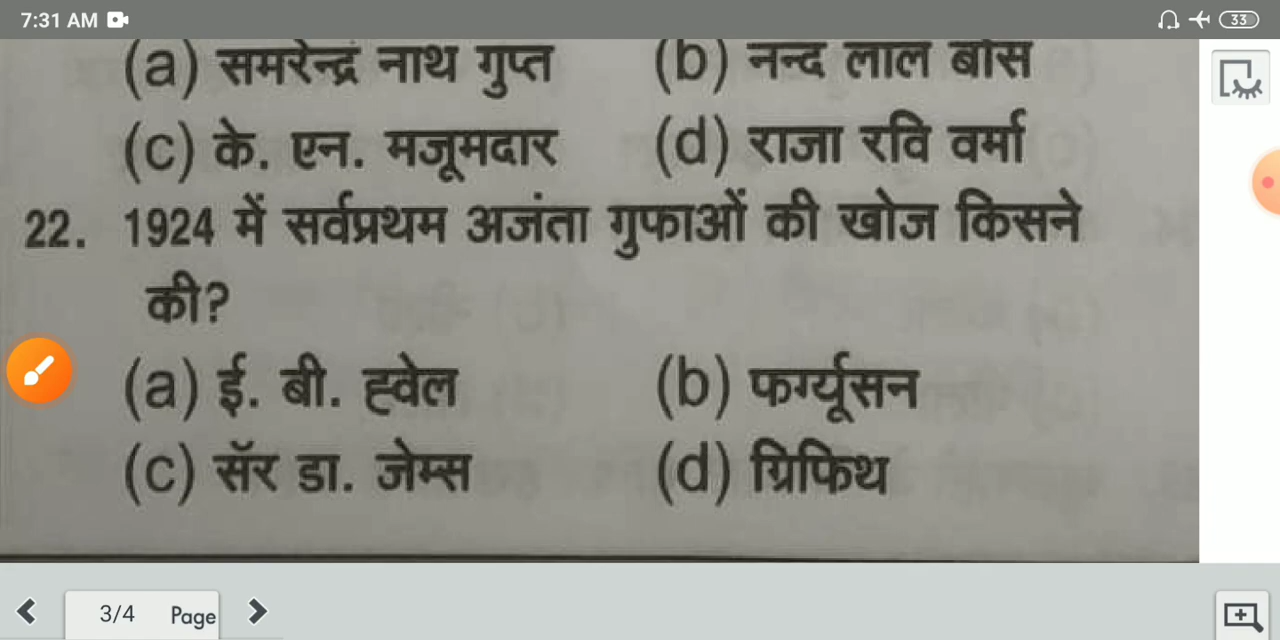 7:31 AM 33
(a) समरेन्द्र नाथ गुप्त (b) नन्द लाल बोस
(c) के. एन. मजूमदार (d) राजा रवि वर्मा
22. 1924 में सर्वप्रथम अजंता गुफाओं की खोज किसने
की?
(a) ई. बी. ह्वेल (b) फर्ग्यूसन
(c) सॅर डा. जेम्स (d) ग्रिफिथ
3/4 Page